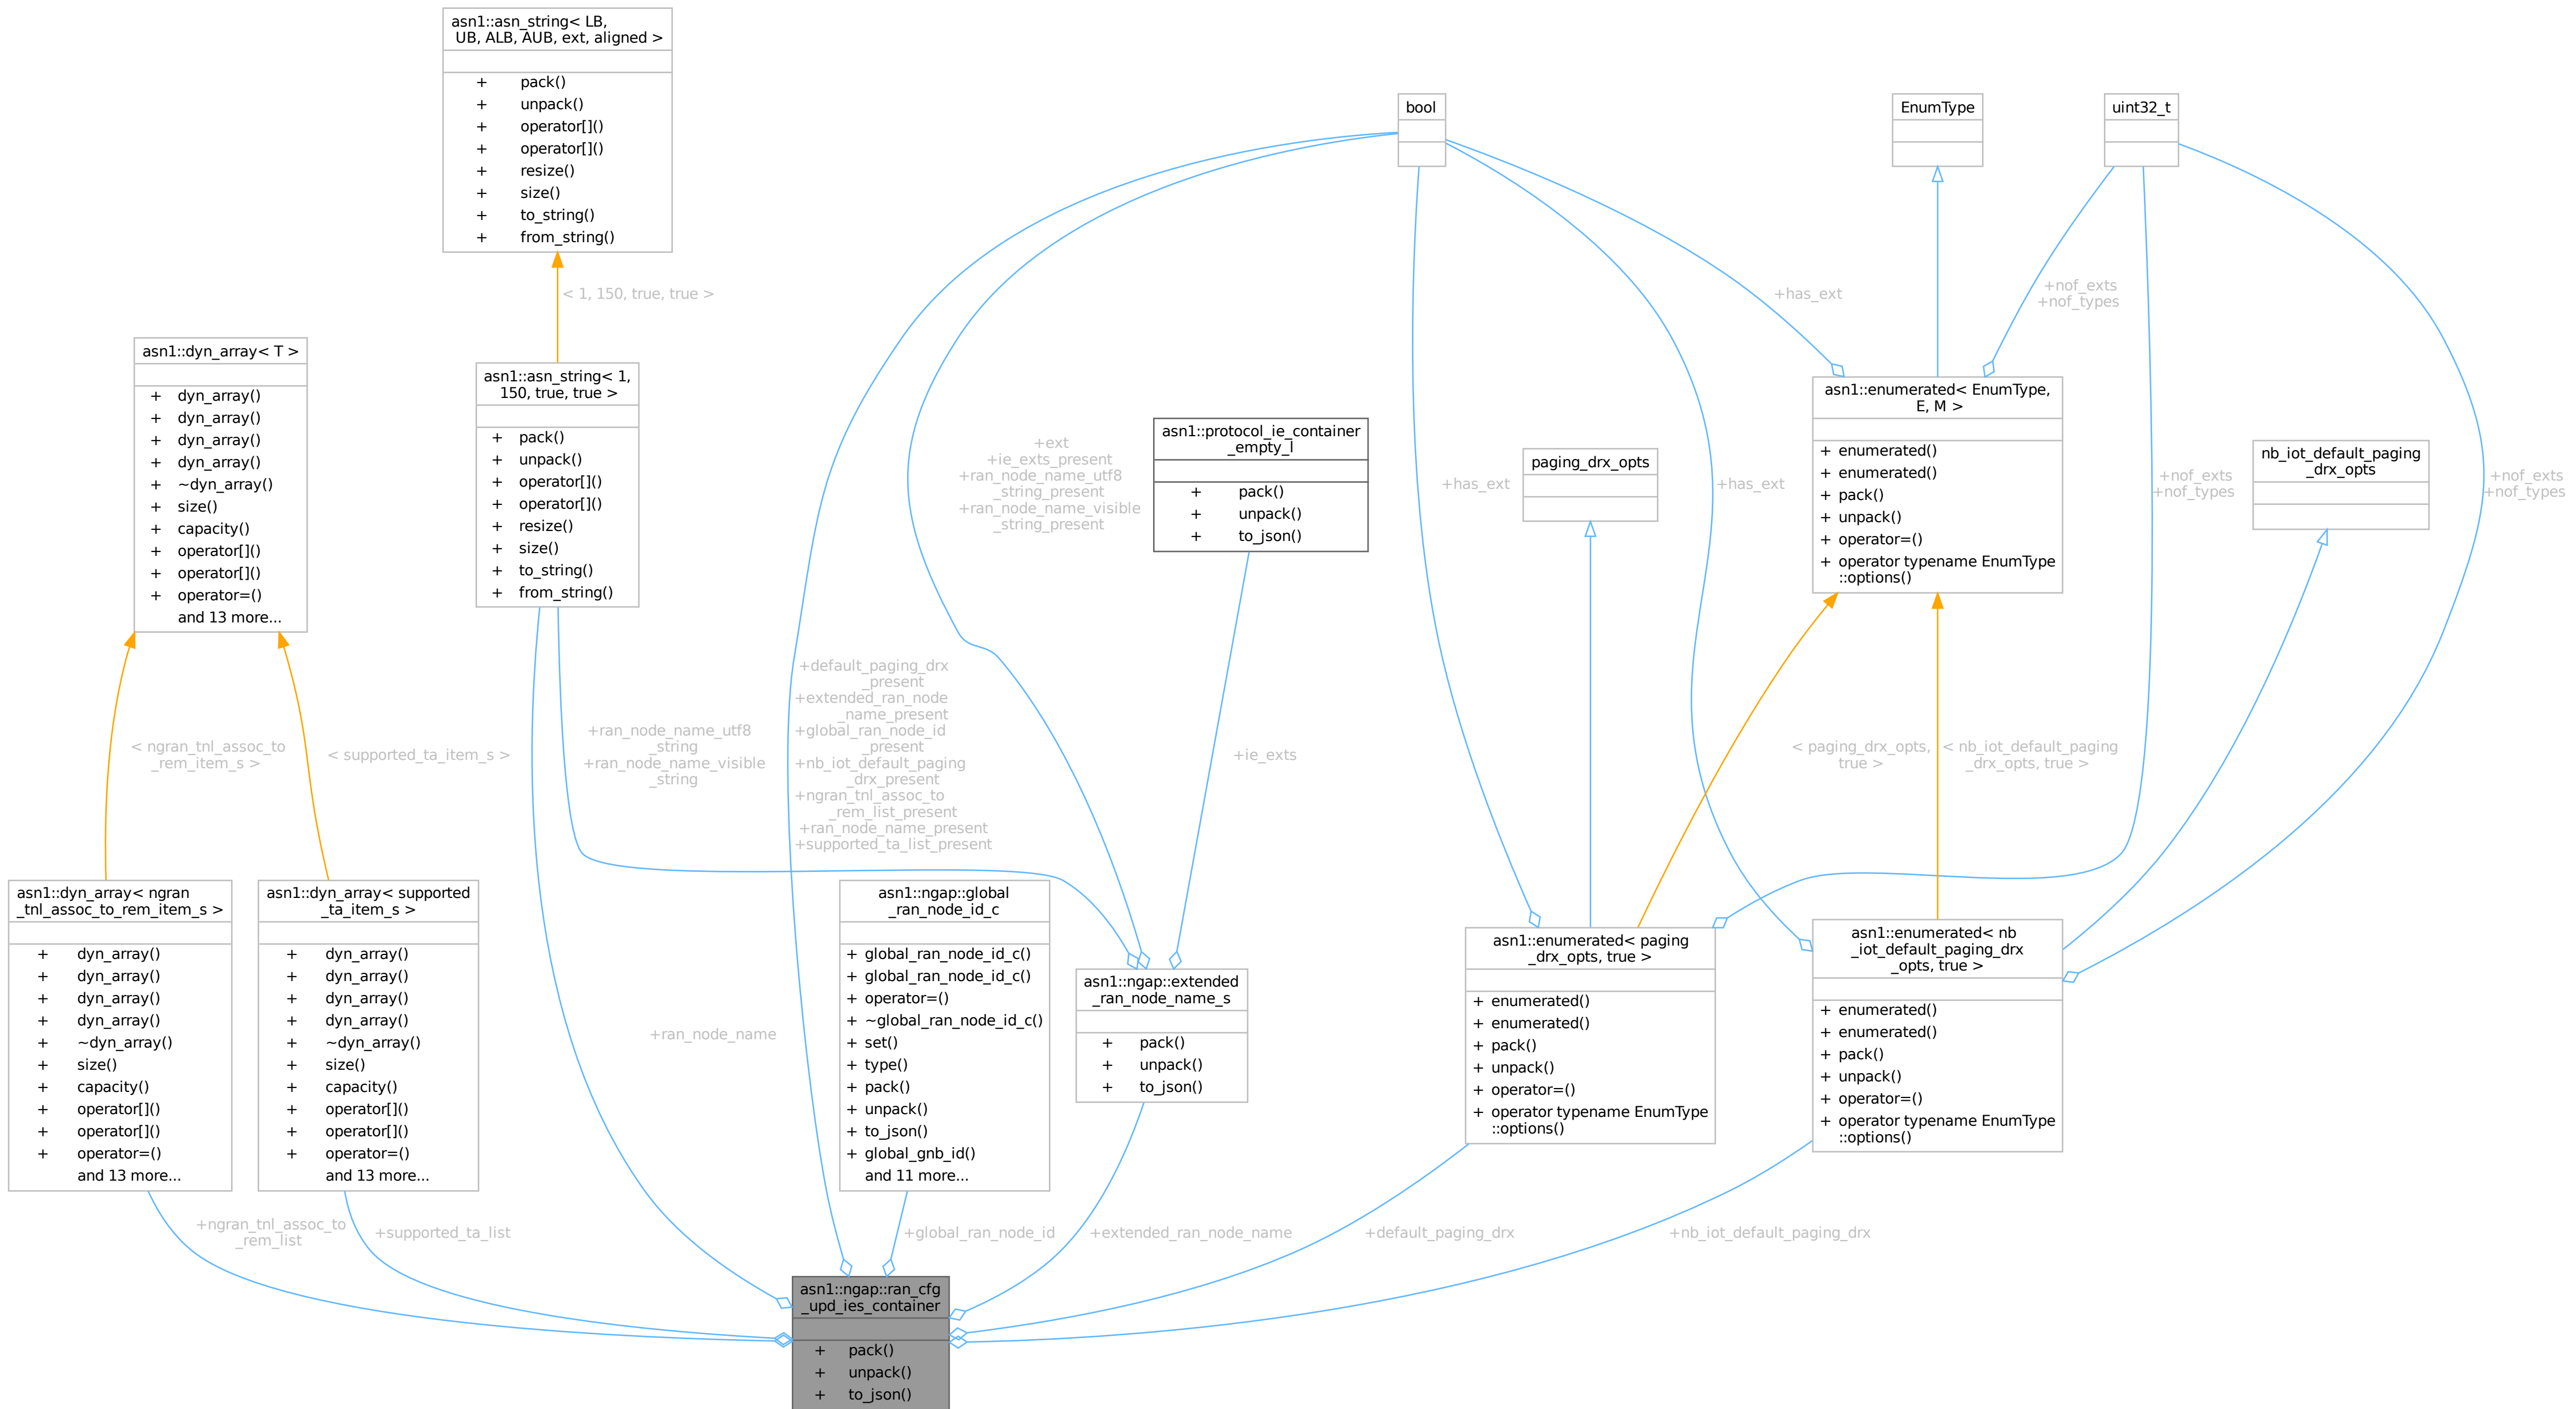 asn1::asn_string< LB,
UB, ALB, AUB, ext, aligned >
+ pack()
+ unpack()
+ operator[]()
+ operator[]()
+ resize()
+ size()
+ to_string()
+ from_string()
bool
EnumType
uint32_t
< 1, 150, true, true >
+has_ext
+nof_exts
+nof_types
asn1::dyn_array< T >
+ dyn_array()
+ dyn_array()
+ dyn_array()
+ dyn_array()
+ ~dyn_array()
+ size()
+ capacity()
+ operator[]()
+ operator[]()
+ operator=()
and 13 more...
asn1::asn_string< 1,
150, true, true >
+ pack()
+ unpack()
+ operator[]()
+ operator[]()
+ resize()
+ size()
+ to_string()
+ from_string()
+ext
+ie_exts_present
+ran_node_name_utf8
_string_present
+ran_node_name_visible
_string_present
asn1::protocol_ie_container
_empty_l
+ pack()
+ unpack()
+ to_json()
+has_ext
paging_drx_opts
+has_ext
asn1::enumerated< EnumType,
E, M >
+ enumerated()
+ enumerated()
+ pack()
+ unpack()
+ operator=()
+ operator typename EnumType
::options()
+nof_exts
+nof_types
nb_iot_default_paging
_drx_opts
+nof_exts
+nof_types
< ngran_tnl_assoc_to
_rem_item_s >
< supported_ta_item_s >
+ran_node_name_utf8
_string
+ran_node_name_visible
_string
+default_paging_drx
_present
+extended_ran_node
_name_present
+global_ran_node_id
_present
+nb_iot_default_paging
_drx_present
+ngran_tnl_assoc_to
_rem_list_present
+ran_node_name_present
+supported_ta_list_present
+ie_exts
< paging_drx_opts,
true >
< nb_iot_default_paging
_drx_opts, true >
asn1::dyn_array< ngran
_tnl_assoc_to_rem_item_s >
+ dyn_array()
+ dyn_array()
+ dyn_array()
+ dyn_array()
+ ~dyn_array()
+ size()
+ capacity()
+ operator[]()
+ operator[]()
+ operator=()
and 13 more...
asn1::dyn_array< supported
_ta_item_s >
+ dyn_array()
+ dyn_array()
+ dyn_array()
+ dyn_array()
+ ~dyn_array()
+ size()
+ capacity()
+ operator[]()
+ operator[]()
+ operator=()
and 13 more...
+ran_node_name
asn1::ngap::global
_ran_node_id_c
+ global_ran_node_id_c()
+ global_ran_node_id_c()
+ operator=()
+ ~global_ran_node_id_c()
+ set()
+ type()
+ pack()
+ unpack()
+ to_json()
+ global_gnb_id()
and 11 more...
asn1::ngap::extended
_ran_node_name_s
+ pack()
+ unpack()
+ to_json()
asn1::enumerated< paging
_drx_opts, true >
+ enumerated()
+ enumerated()
+ pack()
+ unpack()
+ operator=()
+ operator typename EnumType
::options()
asn1::enumerated< nb
_iot_default_paging_drx
_opts, true >
+ enumerated()
+ enumerated()
+ pack()
+ unpack()
+ operator=()
+ operator typename EnumType
::options()
+ngran_tnl_assoc_to
_rem_list
+supported_ta_list
+global_ran_node_id
+extended_ran_node_name
+default_paging_drx
+nb_iot_default_paging_drx
asn1::ngap::ran_cfg
_upd_ies_container
+ pack()
+ unpack()
+ to_json()